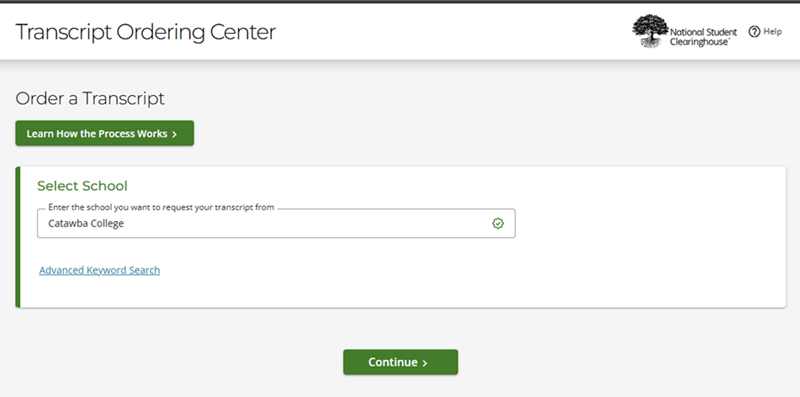 Transcript Ordering Center
National Student
Clearinghouse®
Help
Order a Transcript
Learn How the Process Works >
Select School
Enter the school you want to request your transcript from
Catawba College
Advanced Keyword Search
Continue >